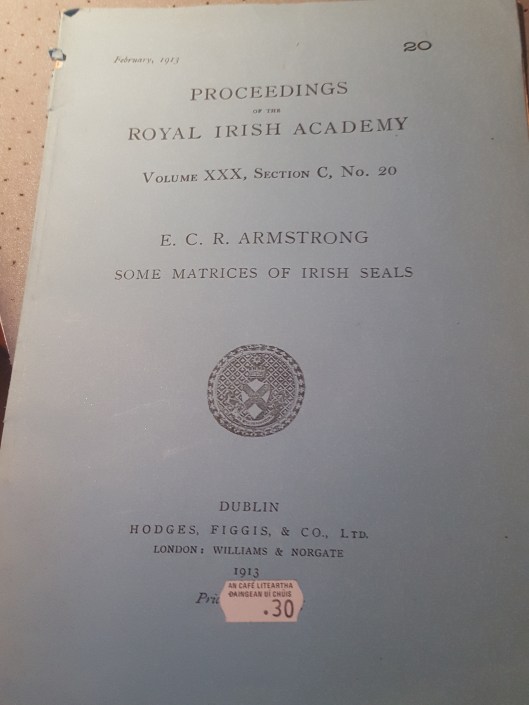 February, 1913
20
PROCEEDINGS
OF THE
ROYAL IRISH ACADEMY
VOLUME XXX, SECTION C, No. 20
E. C. R. ARMSTRONG
SOME MATRICES OF IRISH SEALS
DUBLIN
HODGES, FIGGIS, & CO., LTD.
LONDON: WILLIAMS & NORGATE
1913
AN CAFÉ LITEARTHA
DAINGEAN UÍ CHÚIS
.30